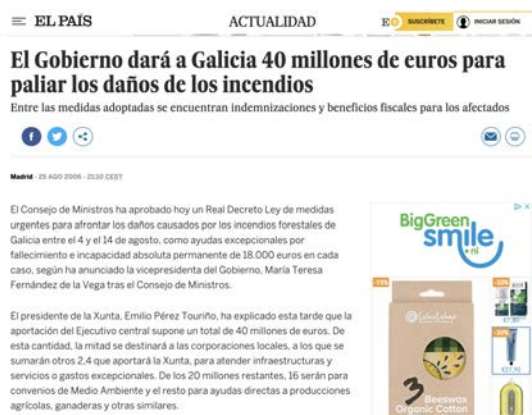 EL PAÍS
ACTUALIDAD
E
SUSCRÍBETE
INICIAR SESIÓN
El Gobierno dará a Galicia 40 millones de euros para
paliar los daños de los incendios
Entre las medidas adoptadas se encuentran indemnizaciones y beneficios fiscales para los afectados
Madrid - 25 AGO 2006 - 21:10 CEST
El Consejo de Ministros ha aprobado hoy un Real Decreto Ley de medidas
urgentes para afrontar los daños causados por los incendios forestales de
Galicia entre el 4 y el 14 de agosto, como ayudas excepcionales por
fallecimiento e incapacidad absoluta permanente de 18.000 euros en cada
caso, según ha anunciado la vicepresidenta del Gobierno, María Teresa
Fernández de la Vega tras el Consejo de Ministros.
El presidente de la Xunta, Emilio Pérez Touriño, ha explicado esta tarde que la
aportación del Ejecutivo central supone un total de 40 millones de euros. De
esta cantidad, la mitad se destinará a las corporaciones locales, a los que se
sumarán otros 2,4 que aportará la Xunta, para atender infraestructuras y
servicios o gastos excepcionales. De los 20 millones restantes, 16 serán para
convenios de Medio Ambiente y el resto para ayudas directas a producciones
agrícolas, ganaderas y otras similares.
BigGreen
smile
.nl
3
Beeswax
Organic Cotton